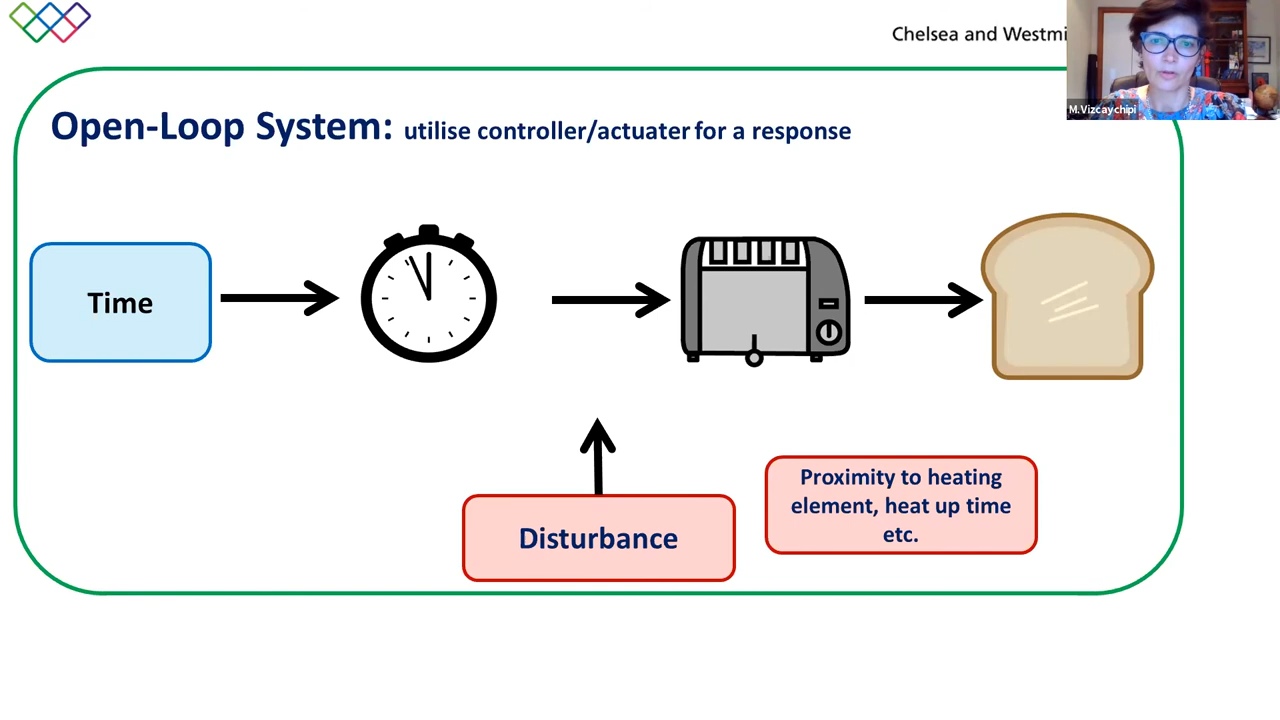 Chelsea and Westmi
M.Vizcaychipi
Open-Loop System: utilise controller/actuater for a response
Time
Disturbance
Proximity to heating
element, heat up time
etc.